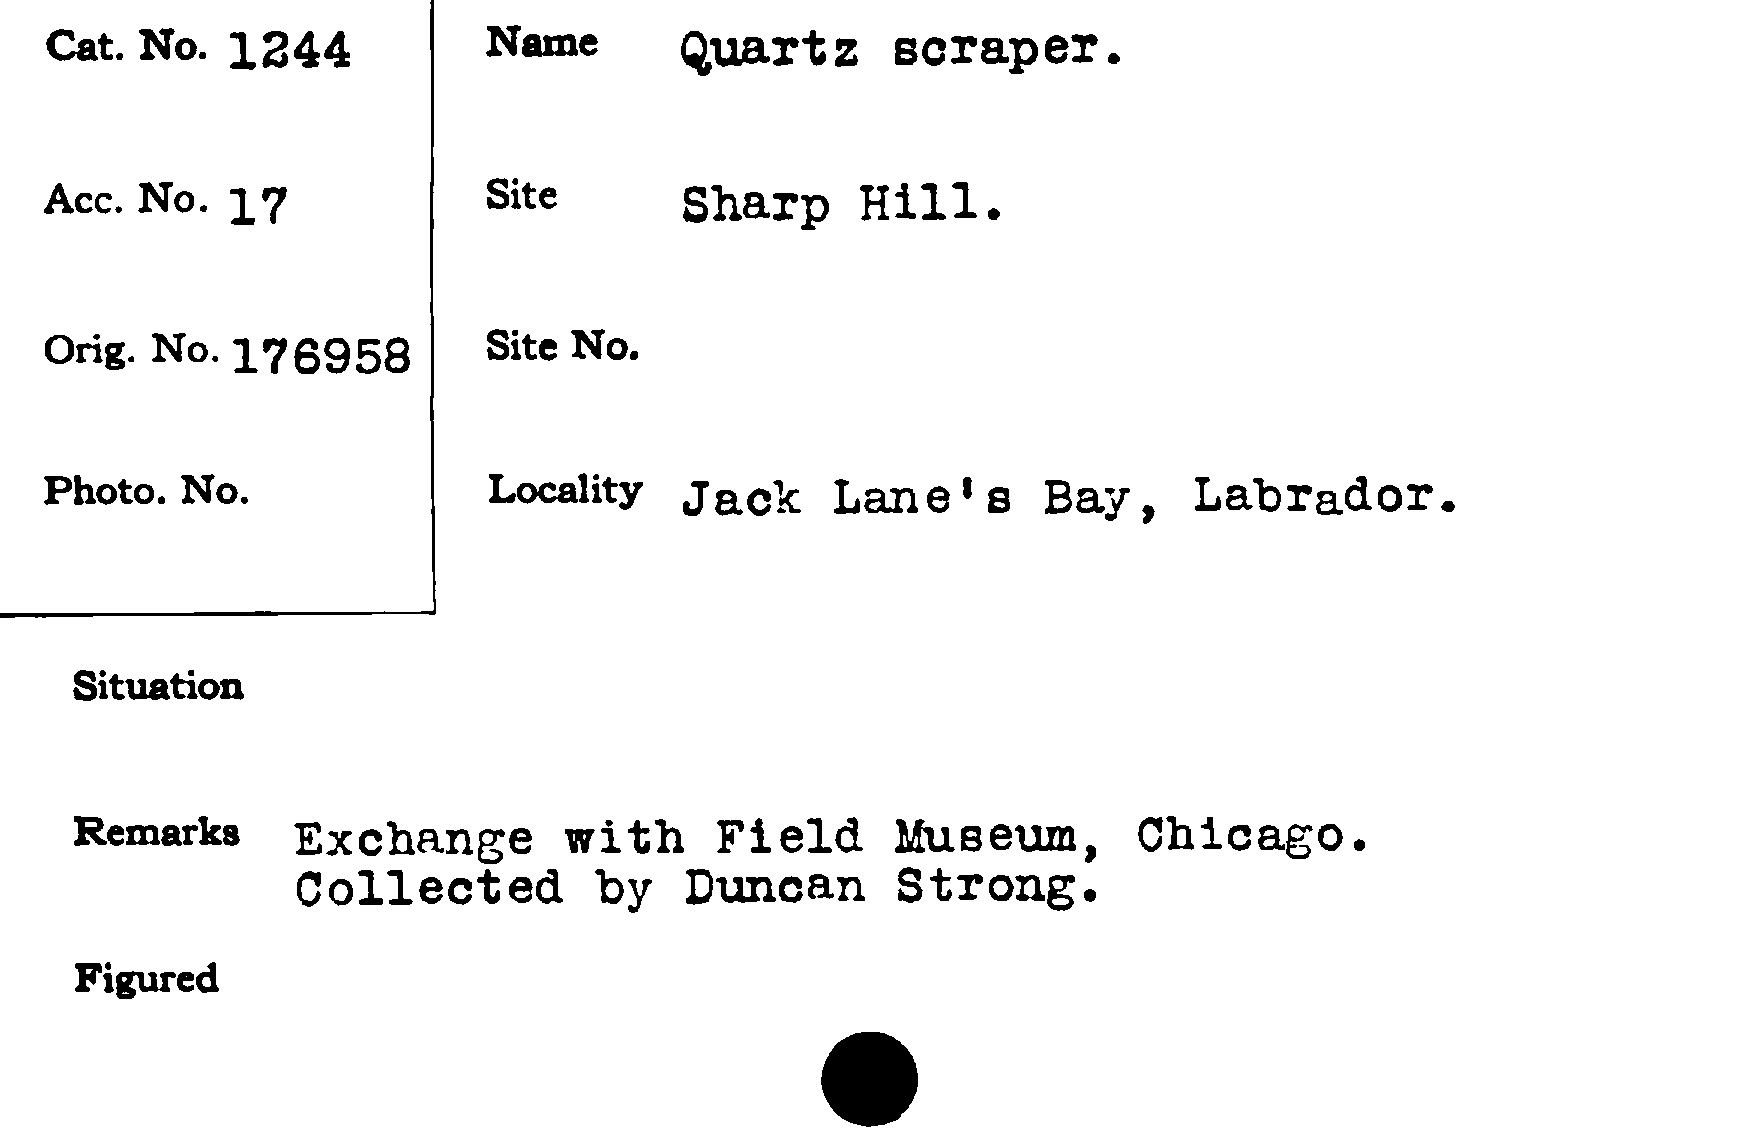 Cat. No. 1244
Acc. No. 17
Orig. No. 176958
Photo. No.
Name Quartz scraper.
Site Sharp Hill.
Site No.
Locality Jack Lane's Bay, Labrador.
Situation
Remarks Exchange with Field Museum, Chicago.
Collected by Duncan Strong.
Figured